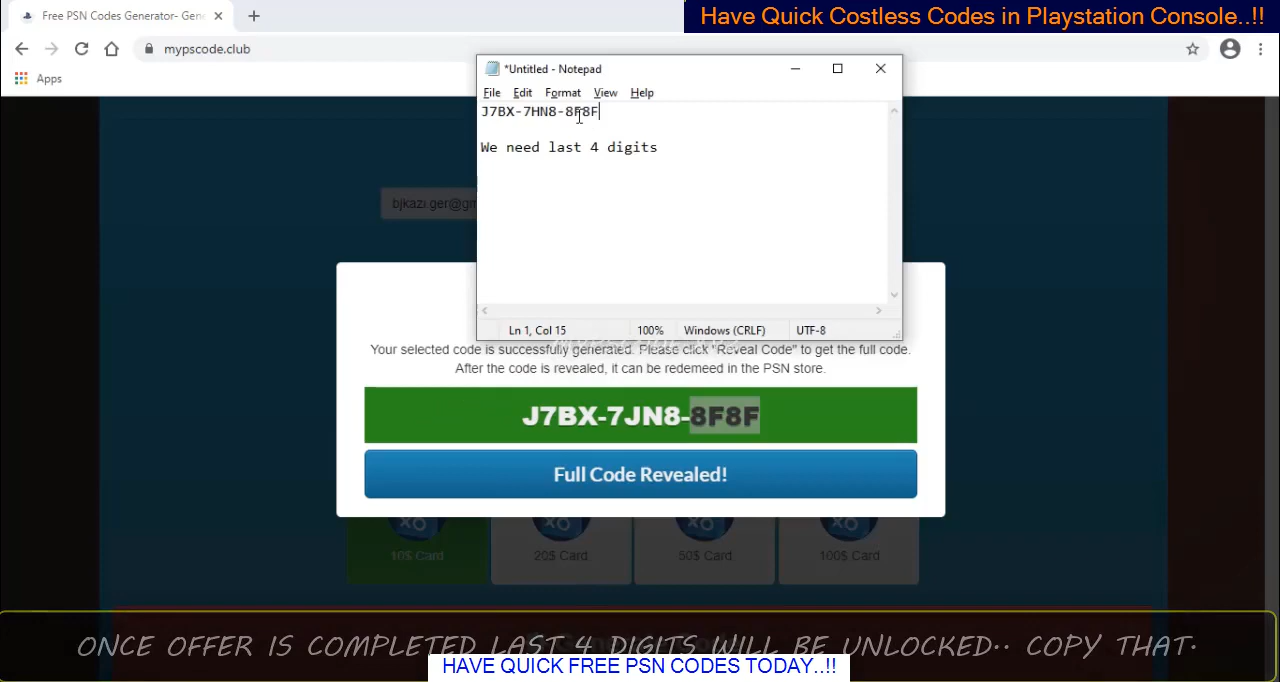 Free PSN Codes Generator- Gen
Have Quick Costless Codes in Playstation Console..!!
mypscode.club
Apps
*Untitled - Notepad
File Edit Format View Help
J7BX-7HN8-8F8F
We need last 4 digits
bjkazi.ger@gm
Ln 1, Col 15 100% Windows (CRLF) UTF-8
Your selected code is successfully generated. Please click "Reveal Code" to get the full code.
After the code is revealed, it can be redemeed in the PSN store.
J7BX-7JN8-8F8F
Full Code Revealed!
10$ Card 20$ Card 50$ Card 100$ Card
ONCE OFFER IS COMPLETED LAST 4 DIGITS WILL BE UNLOCKED.. COPY THAT.
HAVE QUICK FREE PSN CODES TODAY..!!